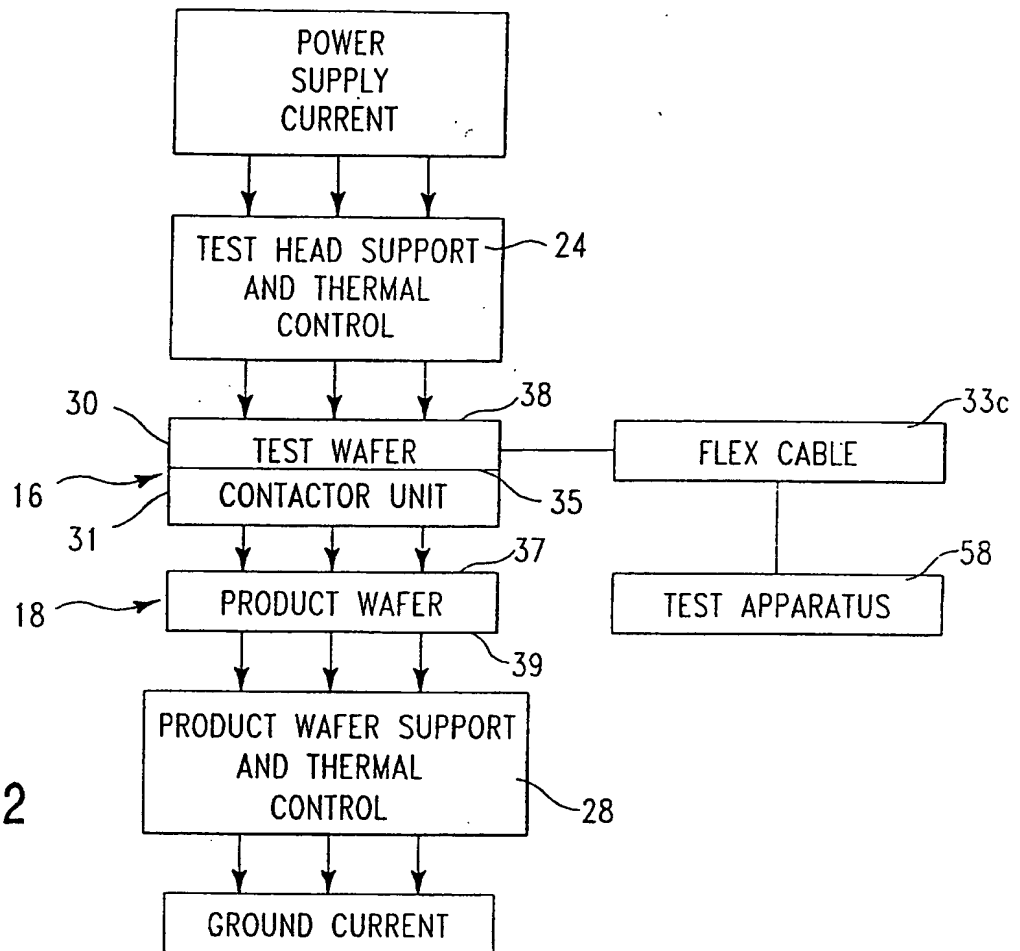 POWER
SUPPLY
CURRENT
TEST HEAD SUPPORT
AND THERMAL
CONTROL
24
30
38
33c
TEST WAFER
FLEX CABLE
16
CONTACTOR UNIT
35
31
37
58
18
PRODUCT WAFER
TEST APPARATUS
39
PRODUCT WAFER SUPPORT
AND THERMAL
CONTROL
2
28
GROUND CURRENT